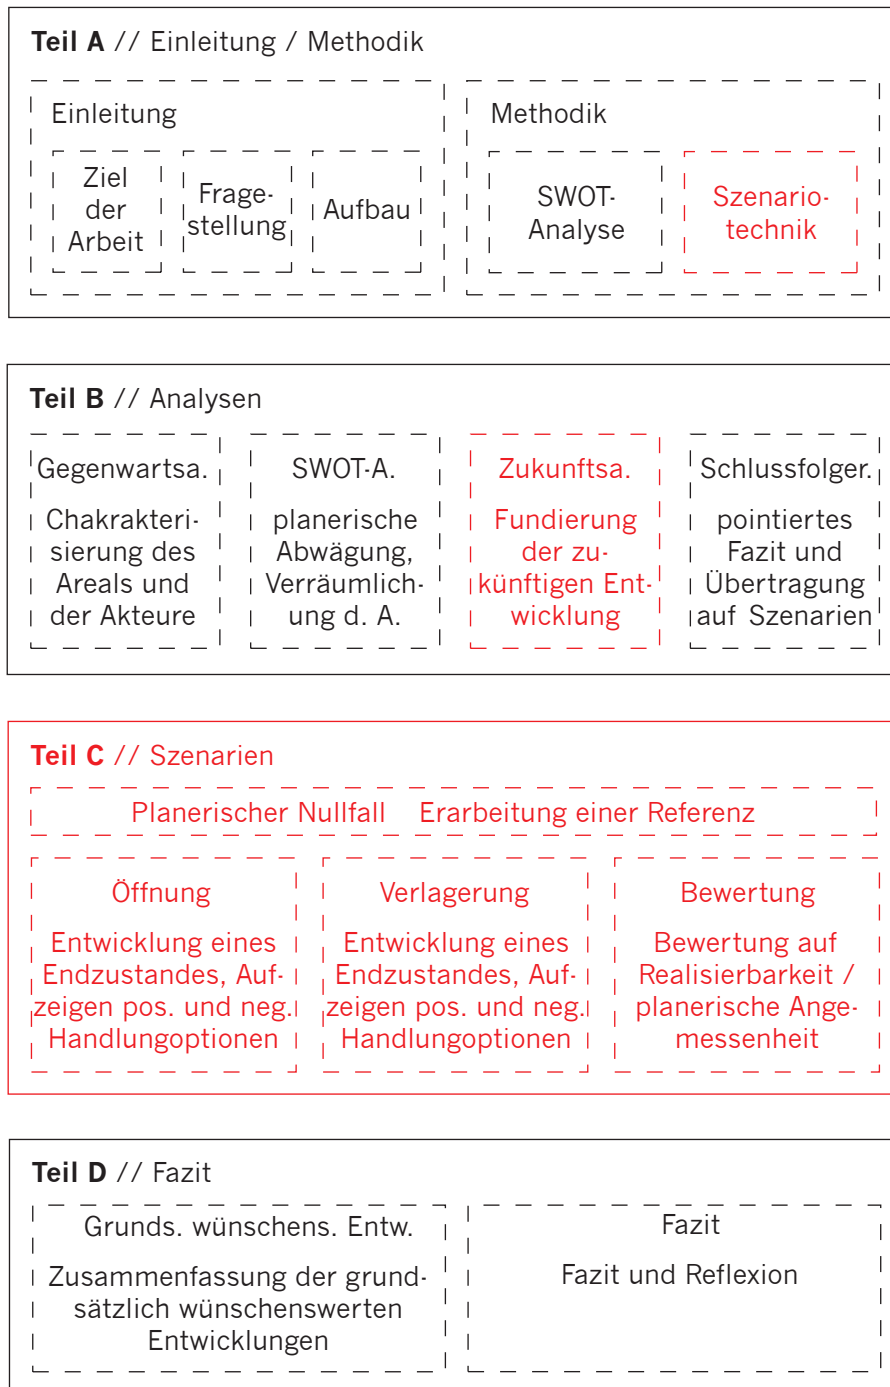 Teil A // Einleitung / Methodik
Einleitung
Ziel
der
Arbeit
Frage-
stellung
Aufbau
Methodik
SWOT-
Analyse
Szenario-
technik
Teil B // Analysen
Gegenwartsa.
Chakrakteri-
sierung des
Areals und
der Akteure
SWOT-A.
planerische
Abwägung,
Verräumlich-
ung d. A.
Zukunftsa.
Fundierung
der zu-
künftigen Ent-
wicklung
Schlussfolger.
pointiertes
Fazit und
Übertragung
auf Szenarien
Teil C // Szenarien
Planerischer Nullfall Erarbeitung einer Referenz
Öffnung
Entwicklung eines
Endzustandes, Auf-
zeigen pos. und neg.
Handlungoptionen
Verlagerung
Entwicklung eines
Endzustandes, Auf-
zeigen pos. und neg.
Handlungoptionen
Bewertung
Bewertung auf
Realisierbarkeit /
planerische Ange-
messenheit
Teil D // Fazit
Grunds. wünschens. Entw.
Zusammenfassung der grund-
sätzlich wünschenswerten
Entwicklungen
Fazit
Fazit und Reflexion